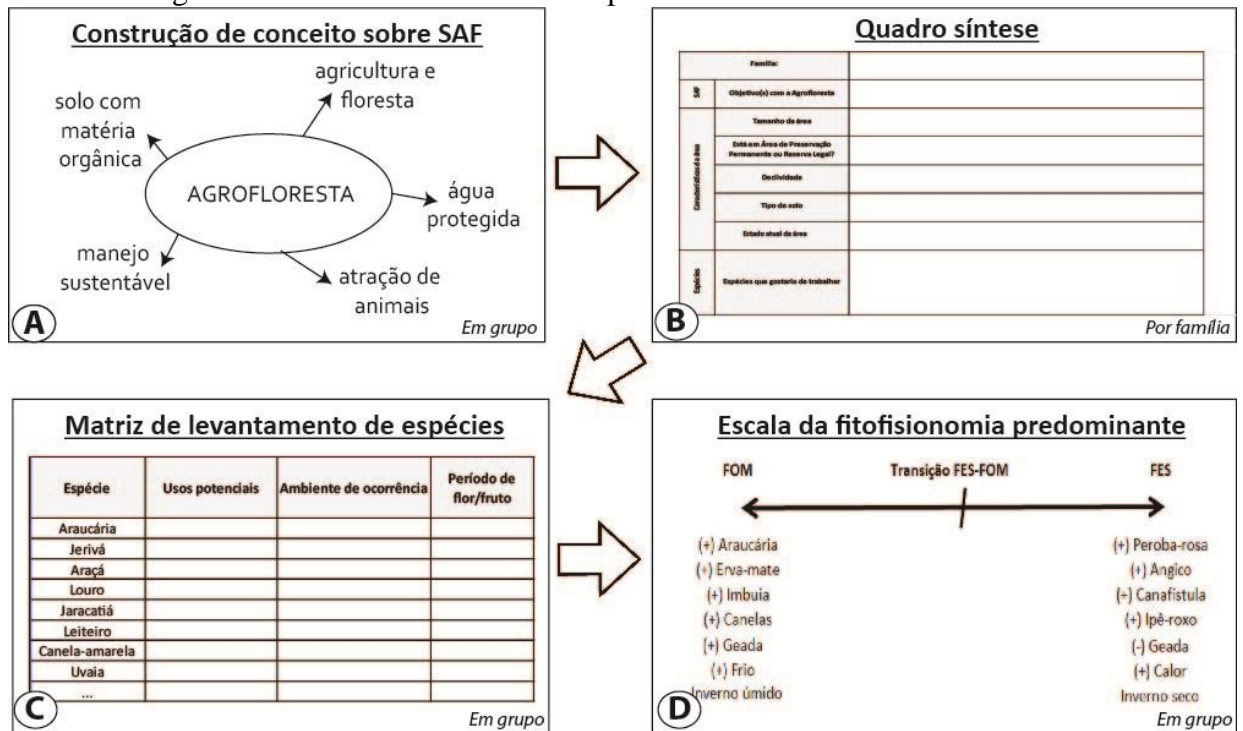 Construção de conceito sobre SAF
agricultura e
floresta
solo com
matéria
orgânica
AGROFLORESTA
água
protegida
manejo
sustentável
atração de
animais
A
Em grupo
Quadro síntese
Família:
SAF
Objetivo(s) com a Agrofloresta
Características da área
Tamanho da área
Está em Área de Preservação
Permanente ou Reserva Legal?
Declividade
Tipo de solo
Estado atual da área
Espécies
Espécies que gostaria de trabalhar
B
Por família
Matriz de levantamento de espécies
Espécie
Usos potenciais
Ambiente de ocorrência
Período de
flor/fruto
Araucária
Jerivá
Araçá
Louro
Jaracatiá
Leiteiro
Canela-amarela
Uvaia
...
C
Em grupo
Escala da fitofisionomia predominante
FOM
Transição FES-FOM
FES
(+) Araucária
(+) Erva-mate
(+) Imbuia
(+) Canelas
(+) Geada
(+) Frio
Inverno úmido
(+) Peroba-rosa
(+) Angico
(+) Canafístula
(+) Ipê-roxo
(-) Geada
(+) Calor
Inverno seco
D
Em grupo